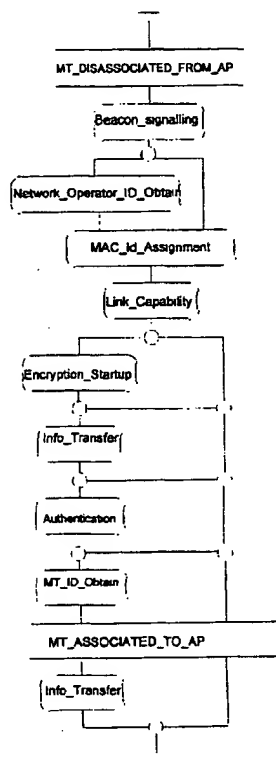 MT_DISASSOCIATED_FROM_AP
Beacon_signalling
Network_Operator_ID_Obtain
MAC_id_Assignment
Link_Capability
Encryption_Startup
Info_Transfer
Authentication
MT_ID_Obtain
MT_ASSOCIATED_TO_AP
Info_Transfer